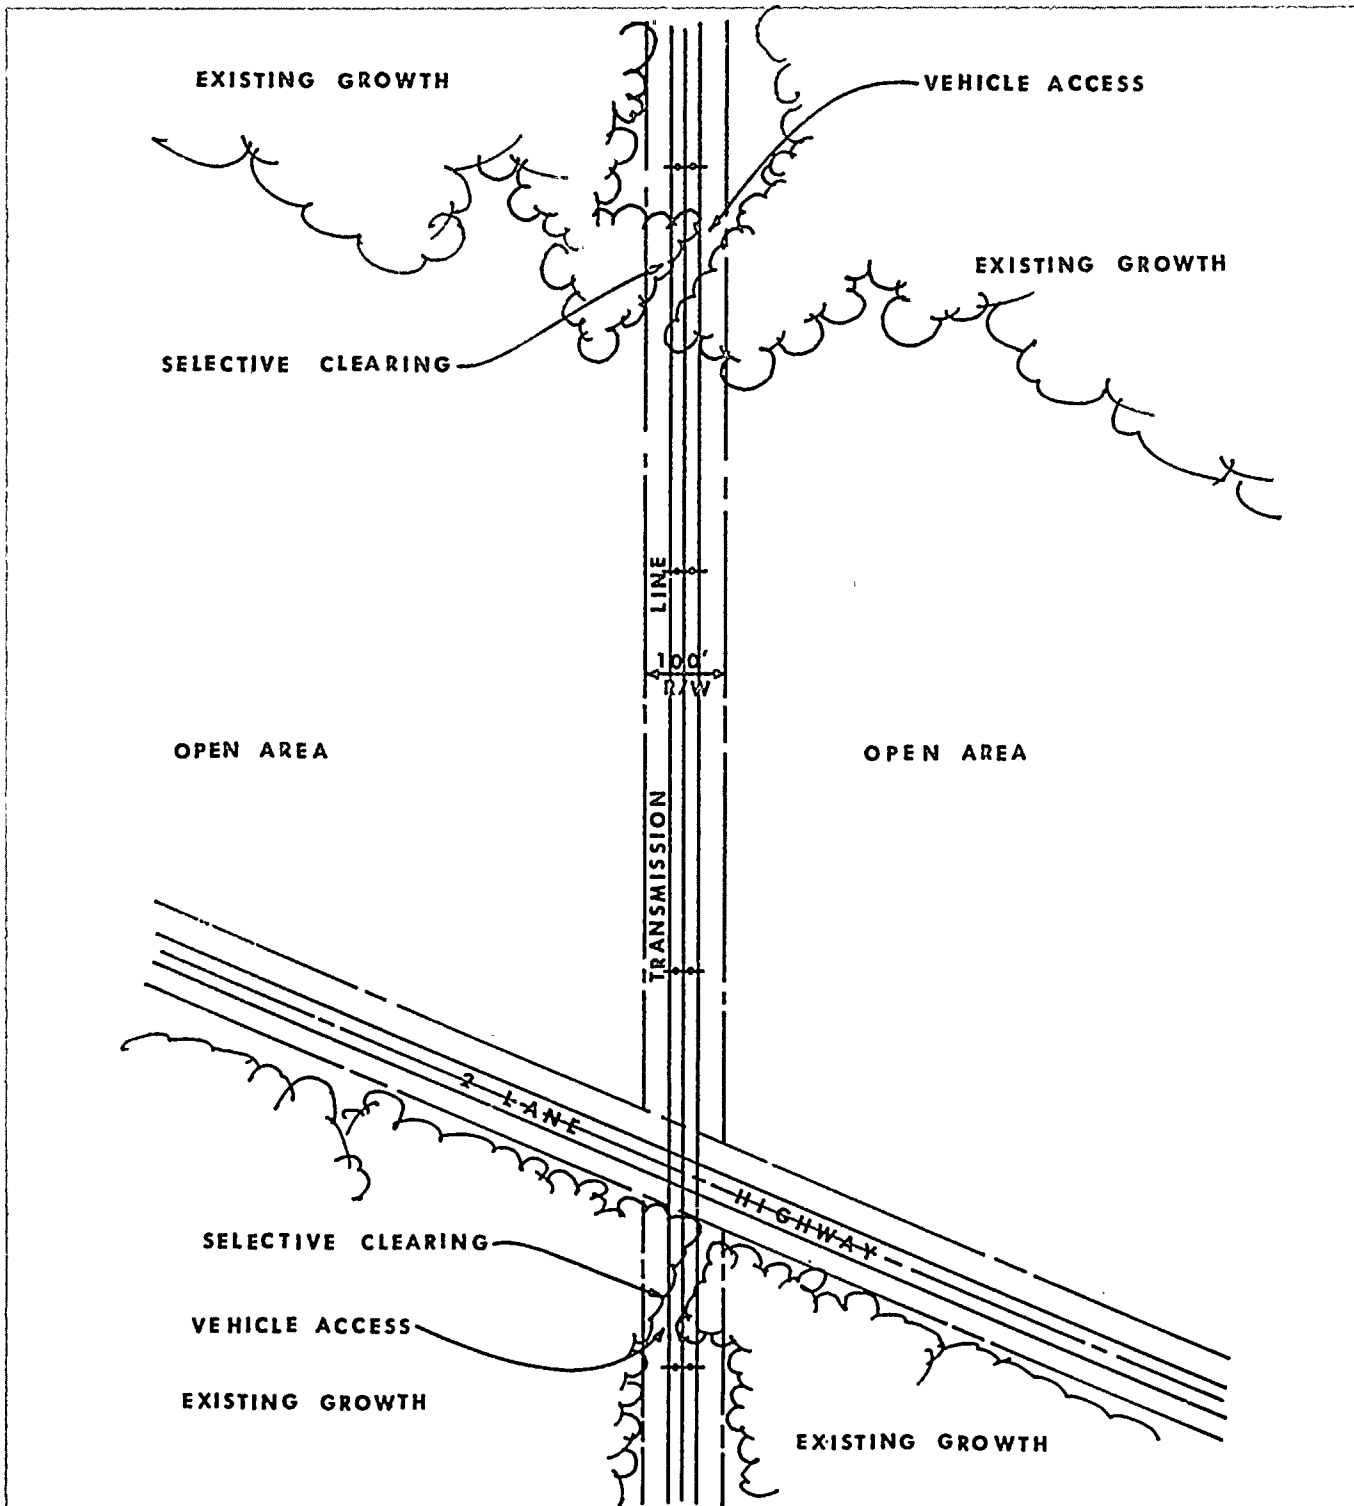 EXISTING GROWTH
VEHICLE ACCESS
EXISTING GROWTH
SELECTIVE CLEARING
LINE
100'
R/W
OPEN AREA
OPEN AREA
TRANSMISSION
2 LANE
HIGHWAY
SELECTIVE CLEARING
VEHICLE ACCESS
EXISTING GROWTH
EXISTING GROWTH